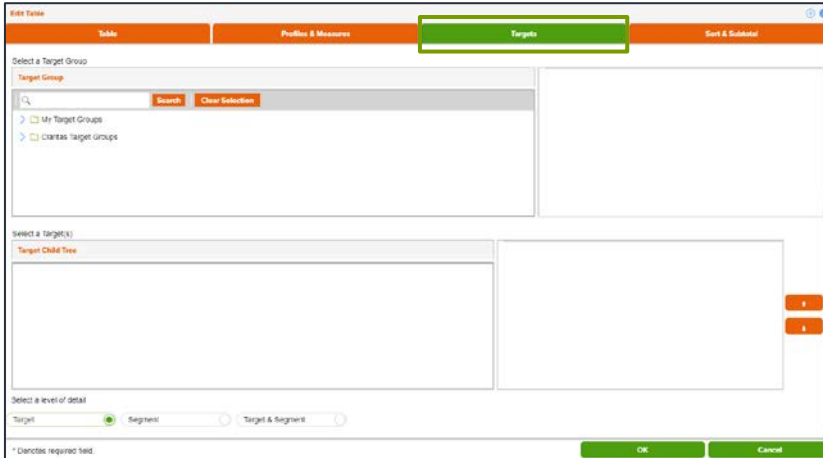 Edit Table
Table
Profiles & Measures
Targets
Sort & Subtotal
Select a Target Group
Target Group
Search
Clear Selection
My Target Groups
Claritas Target Groups
Select a Target(s)
Target Child Tree
Select a level of detail
Target
Segment
Target & Segment
* Denotes required field.
OK
Cancel